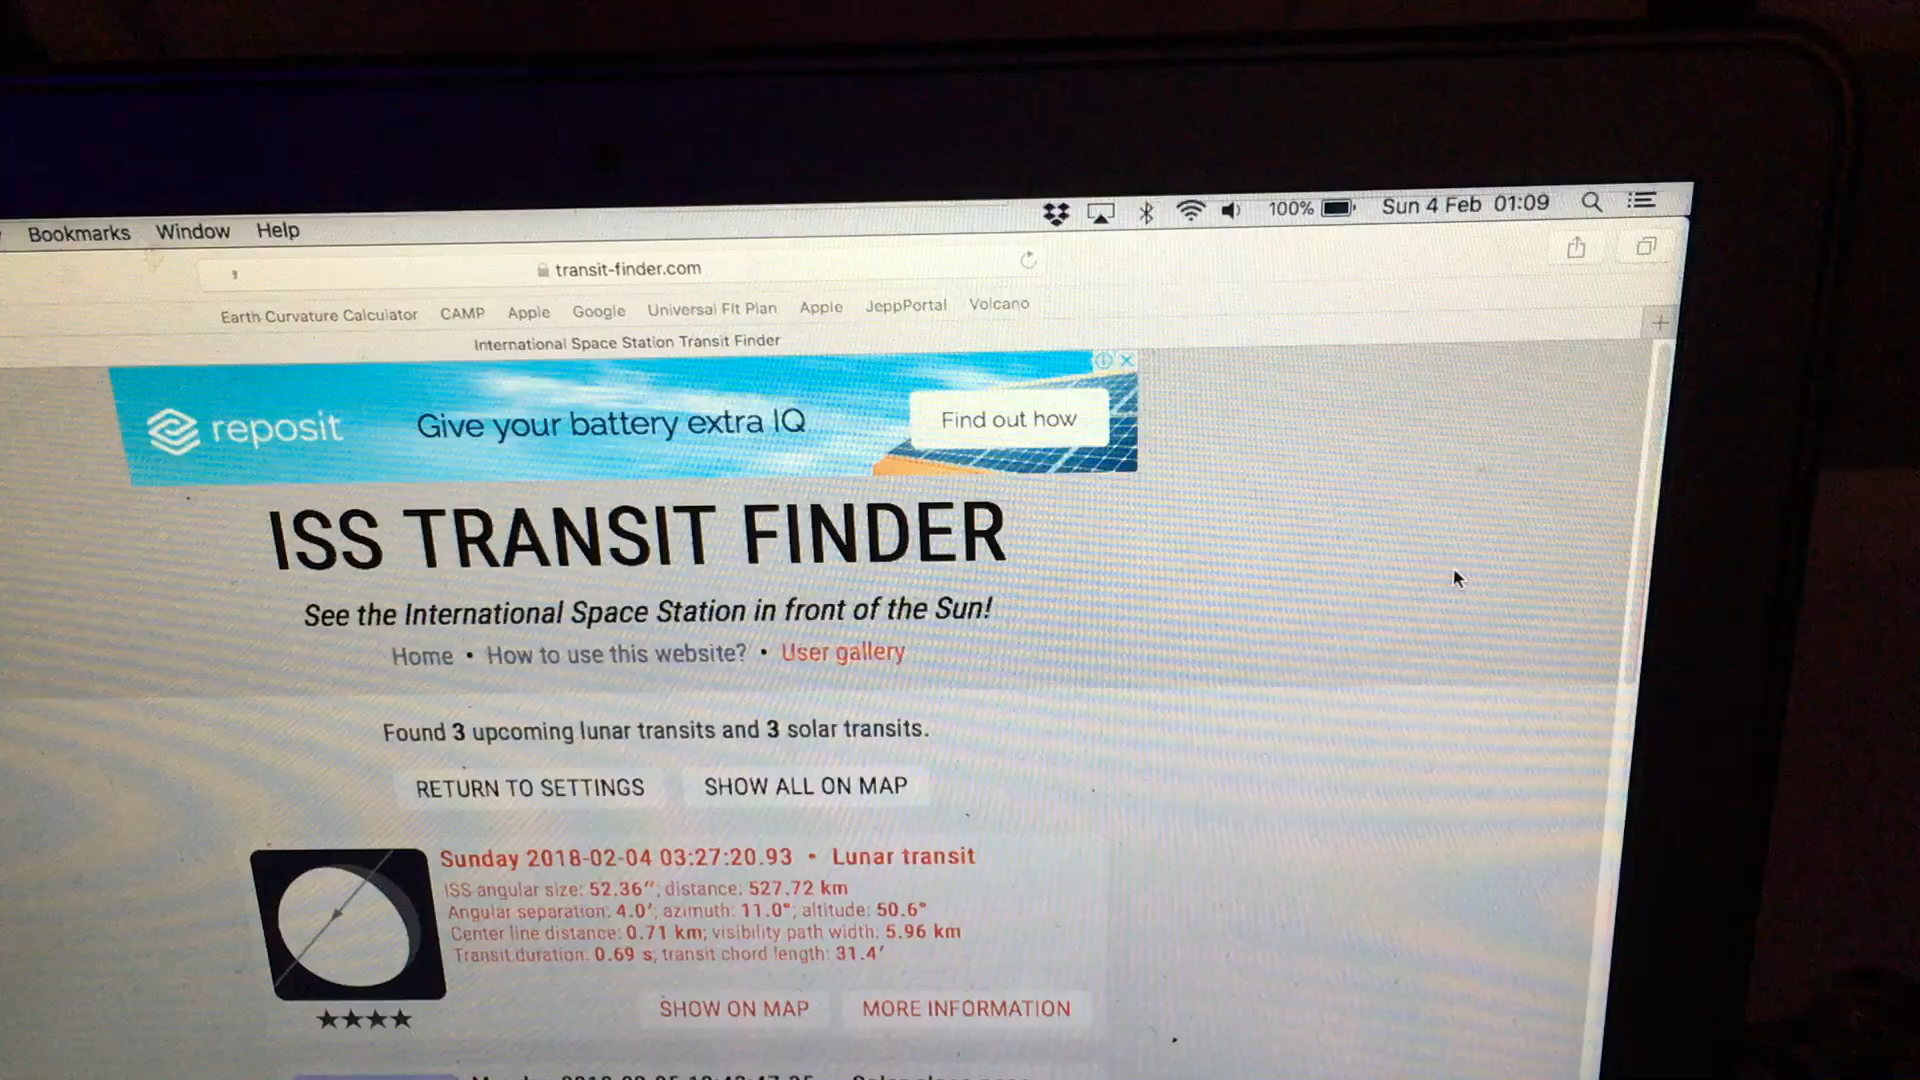 Bookmarks Window Help 100% Sun 4 Feb 01:09
transit-finder.com
Earth Curvature Calculator CAMP Apple Google Universal Flt Plan Apple JeppPortal Volcano
International Space Station Transit Finder
reposit Give your battery extra IQ Find out how
ISS TRANSIT FINDER
See the International Space Station in front of the Sun!
Home • How to use this website? • User gallery
Found 3 upcoming lunar transits and 3 solar transits.
RETURN TO SETTINGS SHOW ALL ON MAP
Sunday 2018-02-04 03:27:20.93 • Lunar transit
ISS angular size: 52.36″; distance: 527.72 km
Angular separation: 4.0′; azimuth: 11.0°; altitude: 50.6°
Center line distance: 0.71 km; visibility path width: 5.96 km
Transit duration: 0.69 s; transit chord length: 31.4′
★★★★
SHOW ON MAP MORE INFORMATION